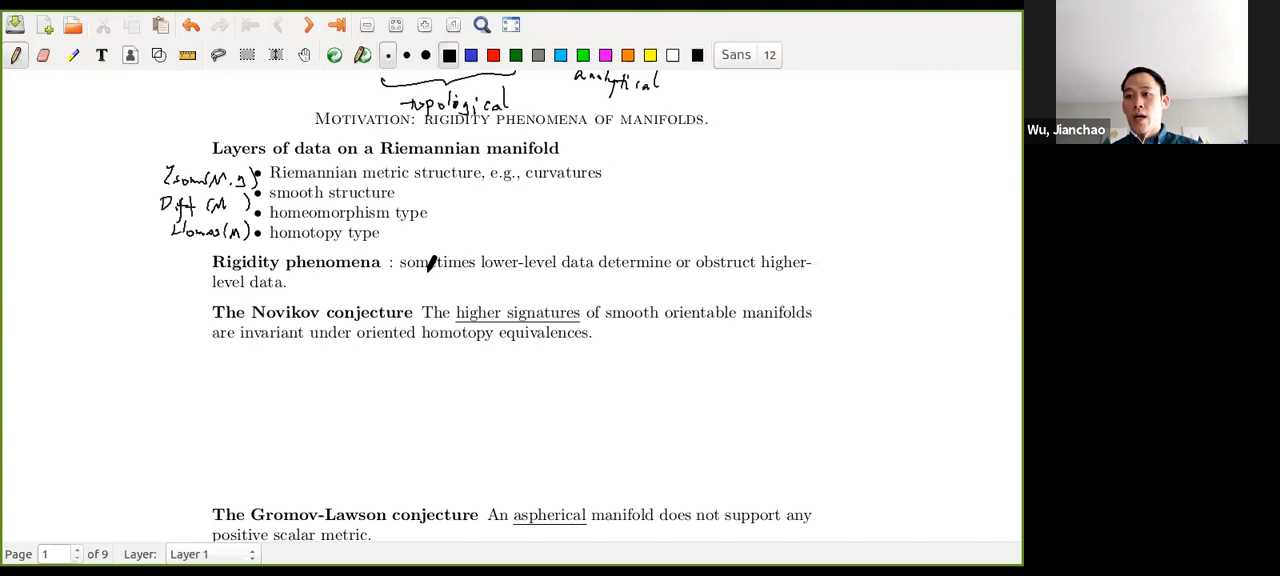 T
Sans 12
analytical
topological
MOTIVATION: RIGIDITY PHENOMENA OF MANIFOLDS.
Wu, Jianchao
Layers of data on a Riemannian manifold
Isom(M, g) • Riemannian metric structure, e.g., curvatures
Diff(M) • smooth structure
Homeo(M) • homeomorphism type
• homotopy type
Rigidity phenomena : sometimes lower-level data determine or obstruct higher-
level data.
The Novikov conjecture The higher signatures of smooth orientable manifolds
are invariant under oriented homotopy equivalences.
The Gromov-Lawson conjecture An aspherical manifold does not support any
positive scalar metric.
Page 1 of 9 Layer: Layer 1